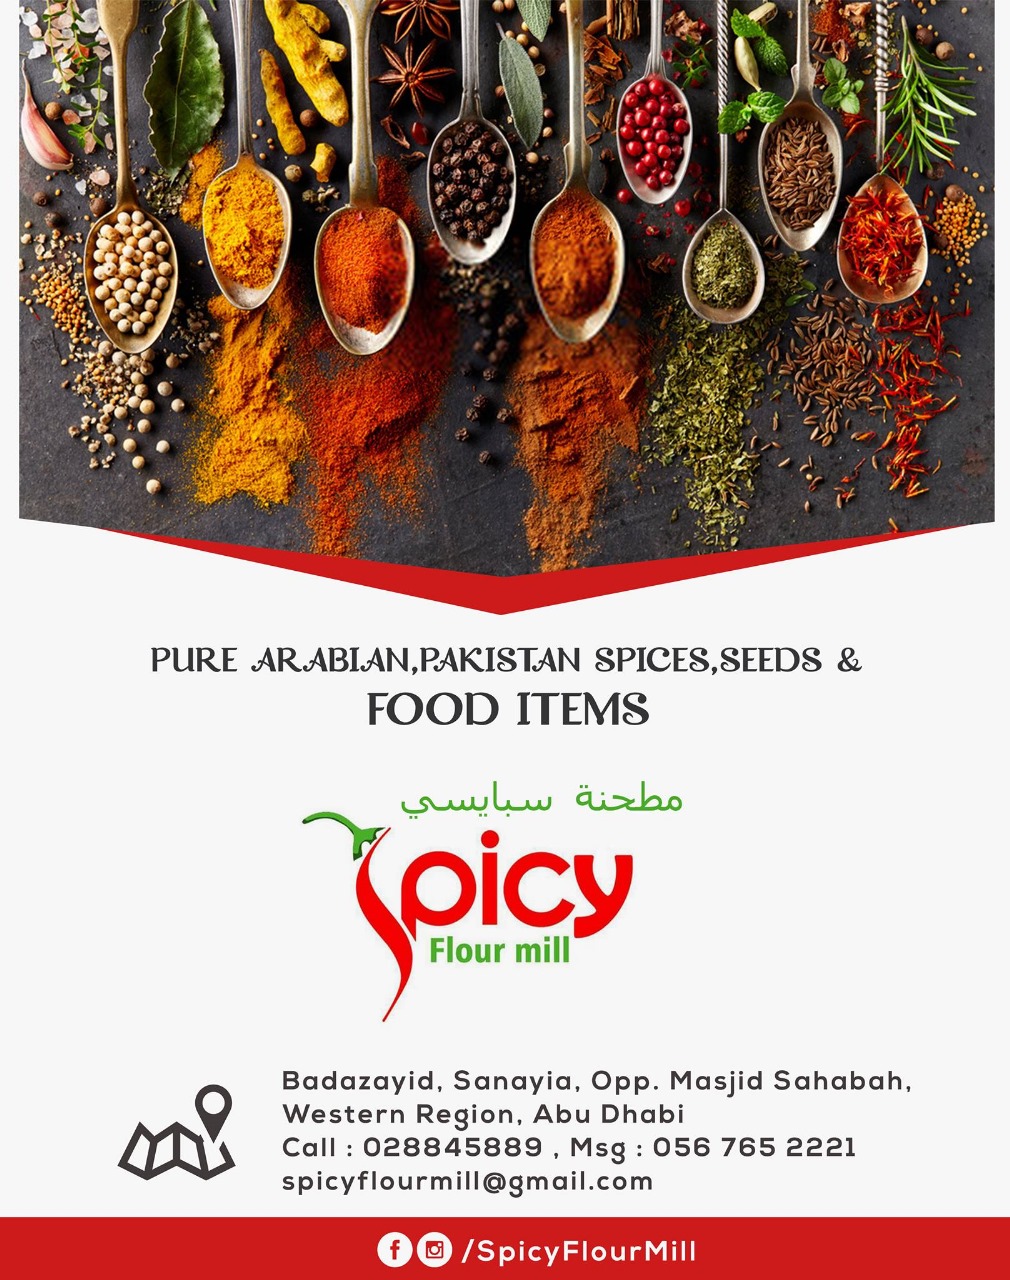 PURE ARABIAN,PAKISTAN SPICES,SEEDS &
FOOD ITEMS
مطحنة سبايسي
Spicy
Flour mill
Badazayid, Sanayia, Opp. Masjid Sahabah,
Western Region, Abu Dhabi
Call : 028845889 , Msg : 056 765 2221
spicyflourmill@gmail.com
/SpicyFlourMill